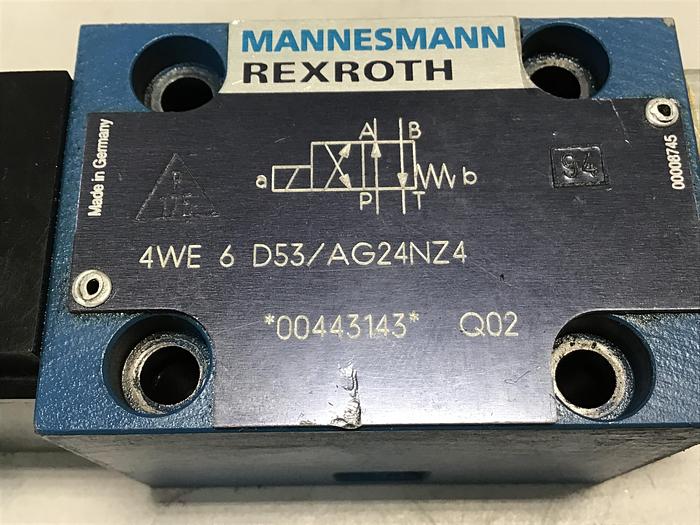 MANNESMANN
REXROTH
Made in Germany
A B
a b
P T
94
00008745
4WE 6 D53/AG24NZ4
*00443143* Q02